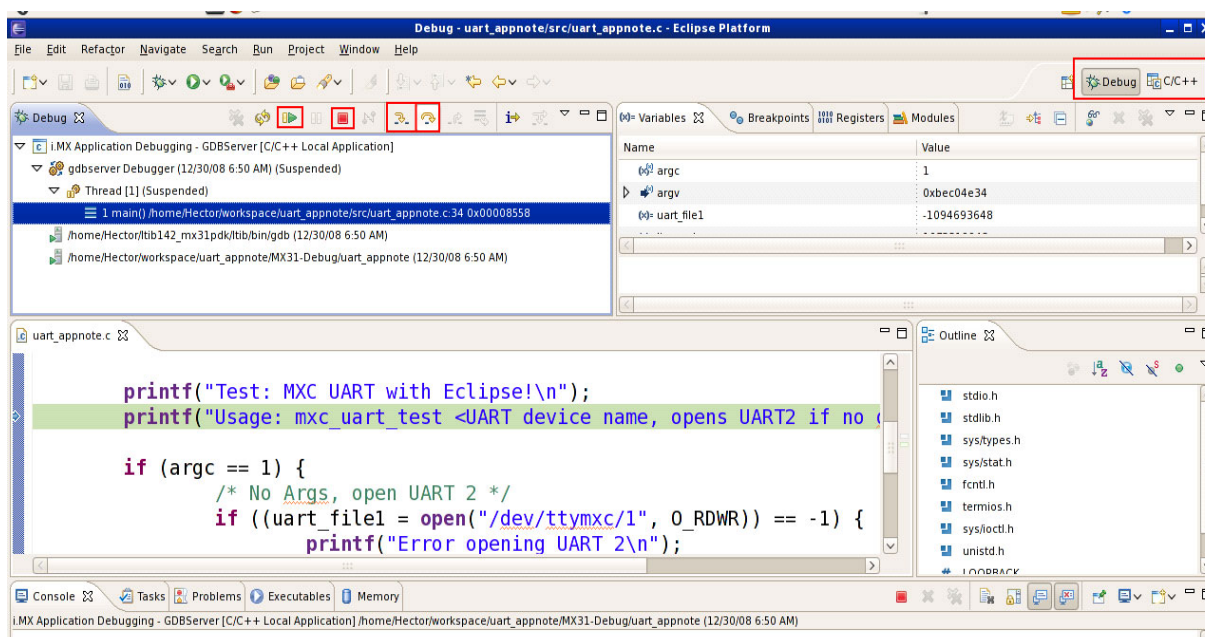 Debug - uart_appnote/src/uart_appnote.c - Eclipse Platform
File Edit Refactor Navigate Search Run Project Window Help
Debug C/C++
Debug
i.MX Application Debugging - GDBServer [C/C++ Local Application]
gdbserver Debugger (12/30/08 6:50 AM) (Suspended)
Thread [1] (Suspended)
1 main() /home/Hector/workspace/uart_appnote/src/uart_appnote.c:34 0x00008558
/home/Hector/ltib142_mx31pdk/ltib/bin/gdb (12/30/08 6:50 AM)
/home/Hector/workspace/uart_appnote/MX31-Debug/uart_appnote (12/30/08 6:50 AM)
(x)= Variables Breakpoints Registers Modules
Name Value
argc 1
argv 0xbec04e34
(x)= uart_file1 -1094693648
uart_appnote.c
printf("Test: MXC UART with Eclipse!\n");
printf("Usage: mxc_uart_test <UART device name, opens UART2 if no
if (argc == 1) {
/* No Args, open UART 2 */
if ((uart_file1 = open("/dev/ttymxc/1", O_RDWR)) == -1) {
printf("Error opening UART 2\n");
Outline
stdio.h
stdlib.h
sys/types.h
sys/stat.h
fcntl.h
termios.h
sys/ioctl.h
unistd.h
# LOOPBACK
Console Tasks Problems Executables Memory
i.MX Application Debugging - GDBServer [C/C++ Local Application] /home/Hector/workspace/uart_appnote/MX31-Debug/uart_appnote (12/30/08 6:50 AM)